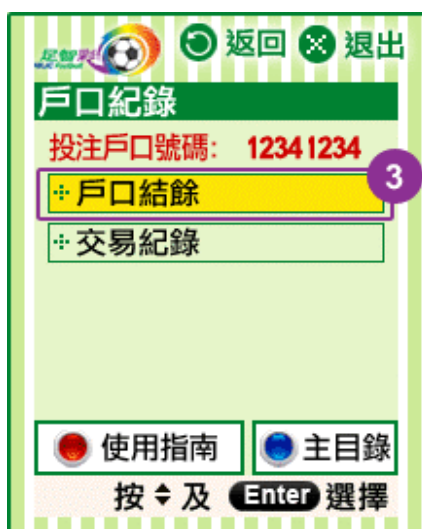 足智彩 返回 退出
戶口紀錄
投注戶口號碼: 12341234
3
戶口結餘
交易紀錄
使用指南 主目錄
按 及 Enter 選擇